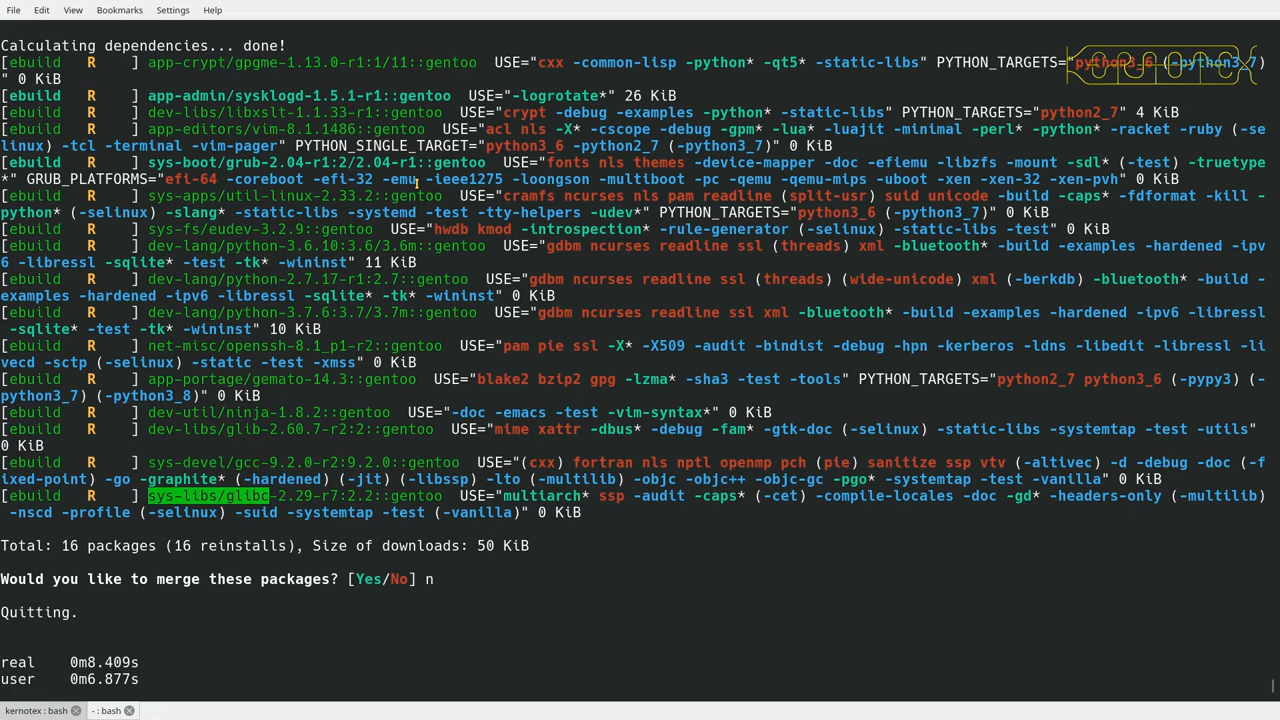 File Edit View Bookmarks Settings Help
Calculating dependencies... done!
[ebuild   R    ] app-crypt/gpgme-1.13.0-r1:1/11::gentoo  USE="cxx -common-lisp -python* -qt5* -static-libs" PYTHON_TARGETS="python3_6 (-python3_7)
" 0 KiB
[ebuild   R    ] app-admin/sysklogd-1.5.1-r1::gentoo  USE="-logrotate*" 26 KiB
[ebuild   R    ] dev-libs/libxslt-1.1.33-r1::gentoo  USE="crypt -debug -examples -python* -static-libs" PYTHON_TARGETS="python2_7" 4 KiB
[ebuild   R    ] app-editors/vim-8.1.1486::gentoo  USE="acl nls -X* -cscope -debug -gpm* -lua* -luajit -minimal -perl* -python* -racket -ruby (-se
linux) -tcl -terminal -vim-pager" PYTHON_SINGLE_TARGET="python3_6 -python2_7 (-python3_7)" 0 KiB
[ebuild   R    ] sys-boot/grub-2.04-r1:2/2.04-r1::gentoo  USE="fonts nls themes -device-mapper -doc -efiemu -libzfs -mount -sdl* (-test) -truetype
*" GRUB_PLATFORMS="efi-64 -coreboot -efi-32 -emu -ieee1275 -loongson -multiboot -pc -qemu -qemu-mips -uboot -xen -xen-32 -xen-pvh" 0 KiB
[ebuild   R    ] sys-apps/util-linux-2.33.2::gentoo  USE="cramfs ncurses nls pam readline (split-usr) suid unicode -build -caps* -fdformat -kill -
python* (-selinux) -slang* -static-libs -systemd -test -tty-helpers -udev*" PYTHON_TARGETS="python3_6 (-python3_7)" 0 KiB
[ebuild   R    ] sys-fs/eudev-3.2.9::gentoo  USE="hwdb kmod -introspection* -rule-generator (-selinux) -static-libs -test" 0 KiB
[ebuild   R    ] dev-lang/python-3.6.10:3.6/3.6m::gentoo  USE="gdbm ncurses readline ssl (threads) xml -bluetooth* -build -examples -hardened -ipv
6 -libressl -sqlite* -test -tk* -wininst" 11 KiB
[ebuild   R    ] dev-lang/python-2.7.17-r1:2.7::gentoo  USE="gdbm ncurses readline ssl (threads) (wide-unicode) xml (-berkdb) -bluetooth* -build -
examples -hardened -ipv6 -libressl -sqlite* -tk* -wininst" 0 KiB
[ebuild   R    ] dev-lang/python-3.7.6:3.7/3.7m::gentoo  USE="gdbm ncurses readline ssl xml -bluetooth* -build -examples -hardened -ipv6 -libressl
-sqlite* -test -tk* -wininst" 10 KiB
[ebuild   R    ] net-misc/openssh-8.1_p1-r2::gentoo  USE="pam pie ssl -X* -X509 -audit -bindist -debug -hpn -kerberos -ldns -libedit -libressl -li
vecd -sctp (-selinux) -static -test -xmss" 0 KiB
[ebuild   R    ] app-portage/gemato-14.3::gentoo  USE="blake2 bzip2 gpg -lzma* -sha3 -test -tools" PYTHON_TARGETS="python2_7 python3_6 (-pypy3) (-
python3_7) (-python3_8)" 0 KiB
[ebuild   R    ] dev-util/ninja-1.8.2::gentoo  USE="-doc -emacs -test -vim-syntax*" 0 KiB
[ebuild   R    ] dev-libs/glib-2.60.7-r2:2::gentoo  USE="mime xattr -dbus* -debug -fam* -gtk-doc (-selinux) -static-libs -systemtap -test -utils"
0 KiB
[ebuild   R    ] sys-devel/gcc-9.2.0-r2:9.2.0::gentoo  USE="(cxx) fortran nls nptl openmp pch (pie) sanitize ssp vtv (-altivec) -d -debug -doc (-f
ixed-point) -go -graphite* (-hardened) (-jit) (-libssp) -lto (-multilib) -objc -objc++ -objc-gc -pgo* -systemtap -test -vanilla" 0 KiB
[ebuild   R    ] sys-libs/glibc-2.29-r7:2.2::gentoo  USE="multiarch* ssp -audit -caps* (-cet) -compile-locales -doc -gd* -headers-only (-multilib)
-nscd -profile (-selinux) -suid -systemtap -test (-vanilla)" 0 KiB
Total: 16 packages (16 reinstalls), Size of downloads: 50 KiB
Would you like to merge these packages? [Yes/No] n
Quitting.
real    0m8.409s
user    0m6.877s
kernotex : bash - : bash